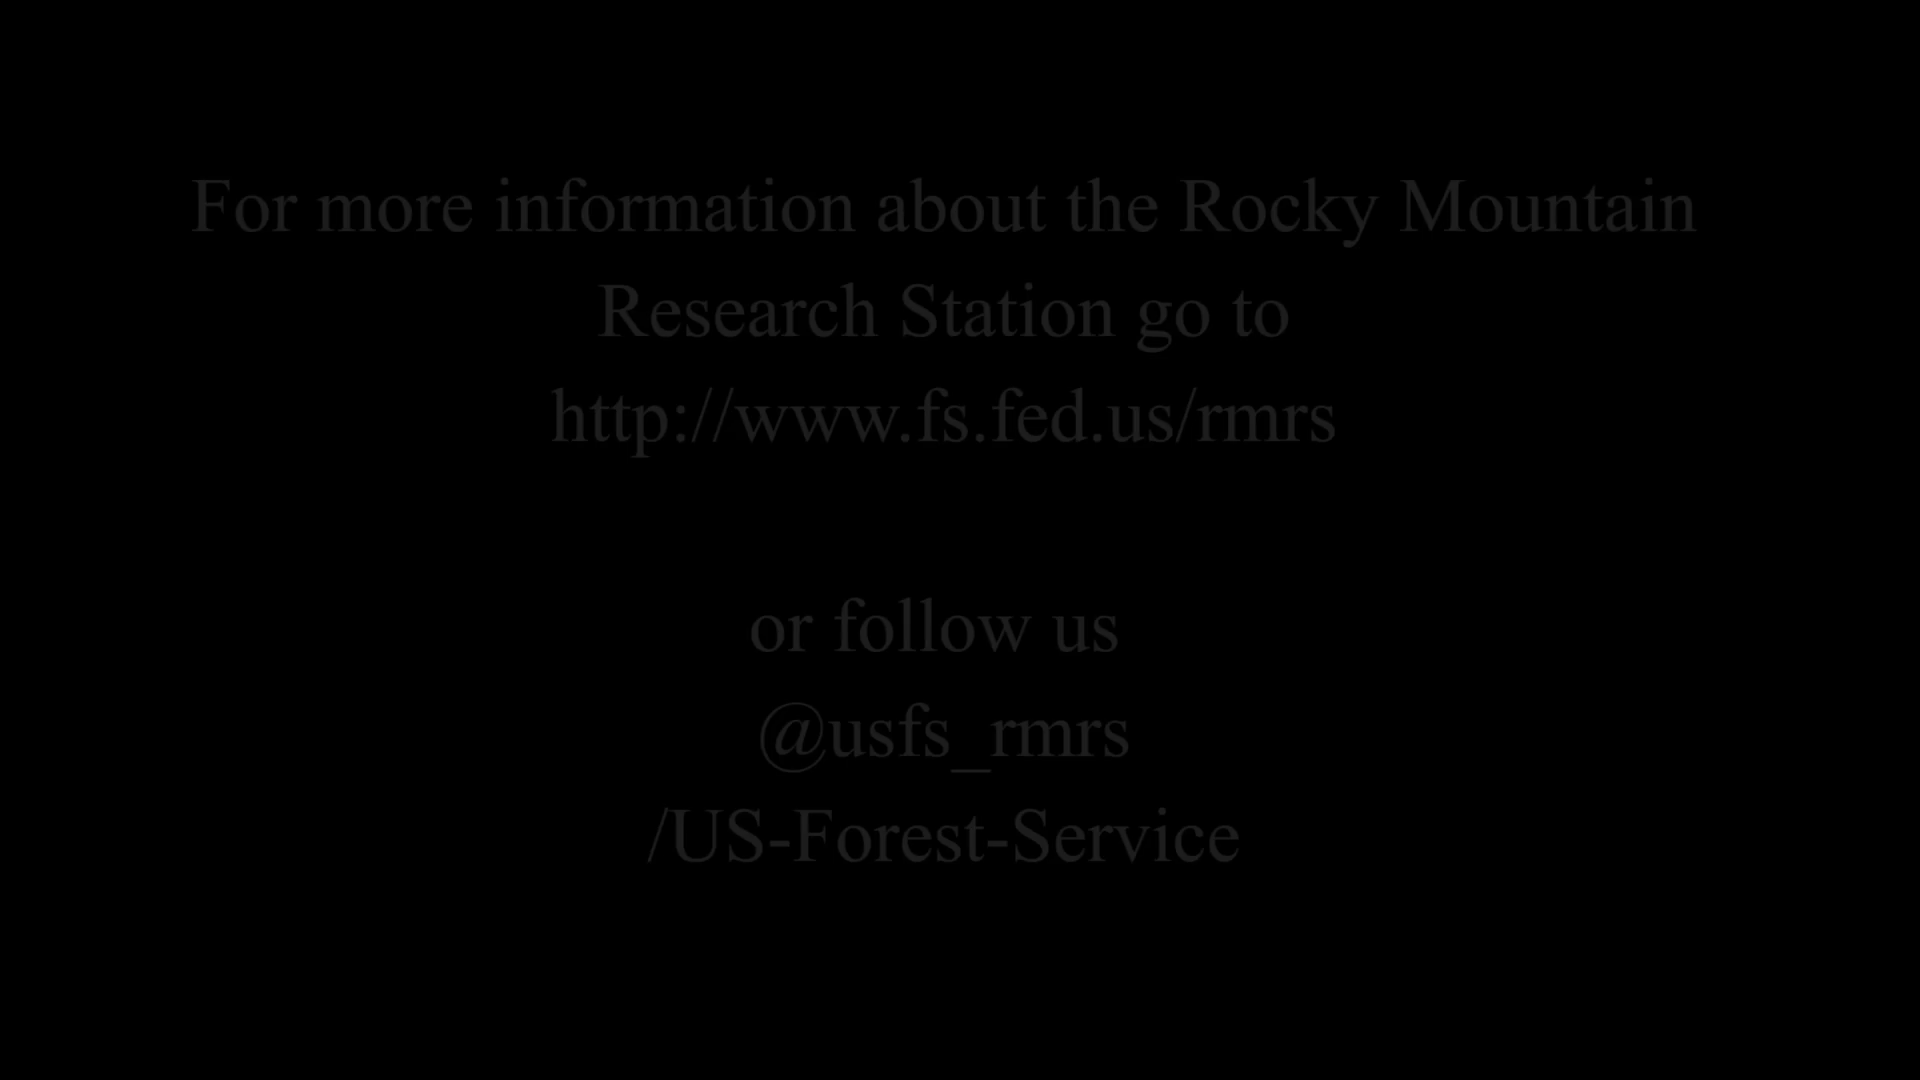 For more information about the Rocky Mountain
Research Station go to
http://www.fs.fed.us/rmrs
or follow us
@usfs_rmrs
/US-Forest-Service